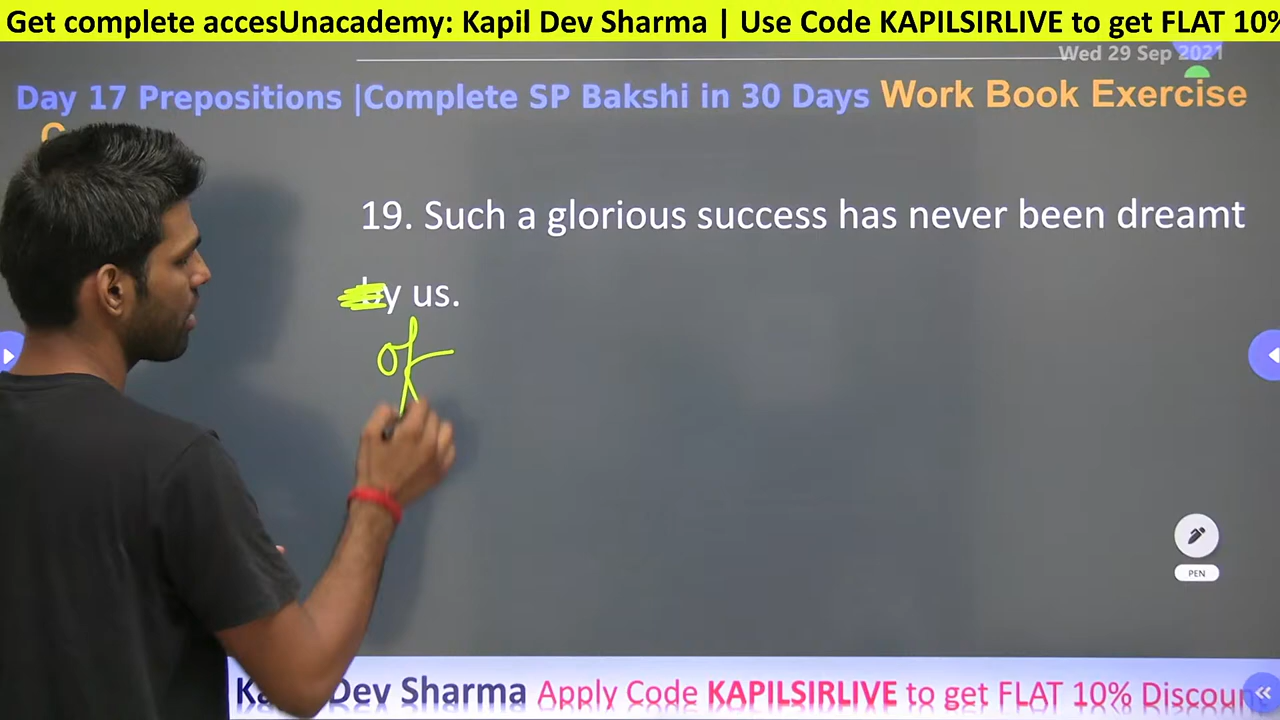 Get complete accesUnacademy: Kapil Dev Sharma | Use Code KAPILSIRLIVE to get FLAT 10%
Wed 29 Sep 2021
Day 17 Prepositions |Complete SP Bakshi in 30 Days Work Book Exercise
19. Such a glorious success has never been dreamt
by us.
of
PEN
Dev Sharma Apply Code KAPILSIRLIVE to get FLAT 10% Discoun